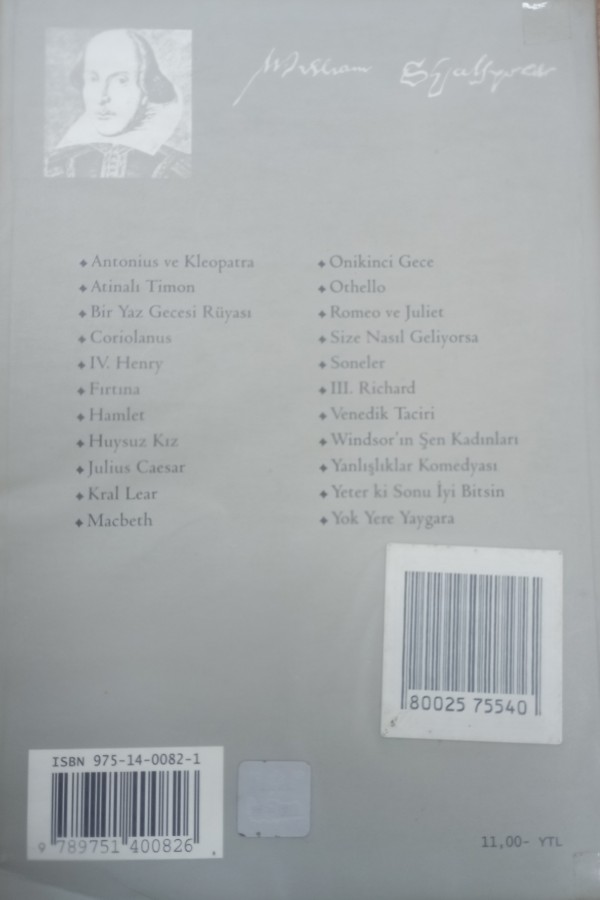 William Shakspere
Antonius ve Kleopatra
Atinalı Timon
Bir Yaz Gecesi Rüyası
Coriolanus
IV. Henry
Fırtına
Hamlet
Huysuz Kız
Julius Caesar
Kral Lear
Macbeth
Onikinci Gece
Othello
Romeo ve Juliet
Size Nasıl Geliyorsa
Soneler
III. Richard
Venedik Taciri
Windsor'ın Şen Kadınları
Yanlışlıklar Komedyası
Yeter ki Sonu İyi Bitsin
Yok Yere Yaygara
80025 75540
ISBN 975-14-0082-1
9 789751 400826
11,00- YTL